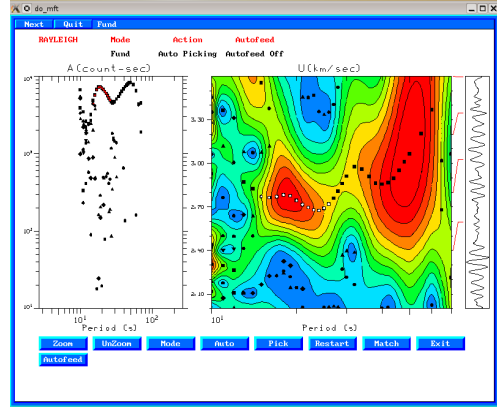 do_mft
Next Quit Fund
RAYLEIGH Mode Action Autofeed
Fund Auto Picking Autofeed Off
A(count-sec) U(km/sec)
3.30
3.00
2.70
2.40
2.10
10¹ 10² 10¹
Period (s) Period (s)
Zoom UnZoom Mode Auto Pick Restart Match Exit
Autofeed